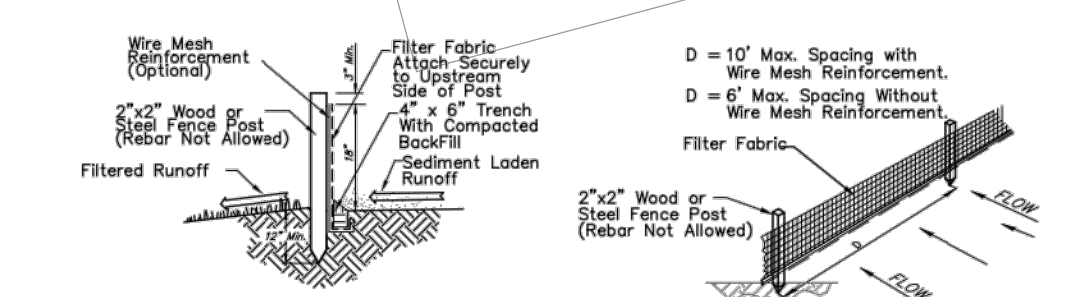 Wire Mesh
Reinforcement
(Optional)
2"x2" Wood or
Steel Fence Post
(Rebar Not Allowed)
Filtered Runoff
12" Min.
3" Min.
18"
Filter Fabric
Attach Securely
to Upstream
Side of Post
4" x 6" Trench
With Compacted
BackFill
Sediment Laden
Runoff
D = 10' Max. Spacing with
Wire Mesh Reinforcement.
D = 6' Max. Spacing Without
Wire Mesh Reinforcement.
Filter Fabric
2"x2" Wood or
Steel Fence Post
(Rebar Not Allowed)
D
FLOW
FLOW